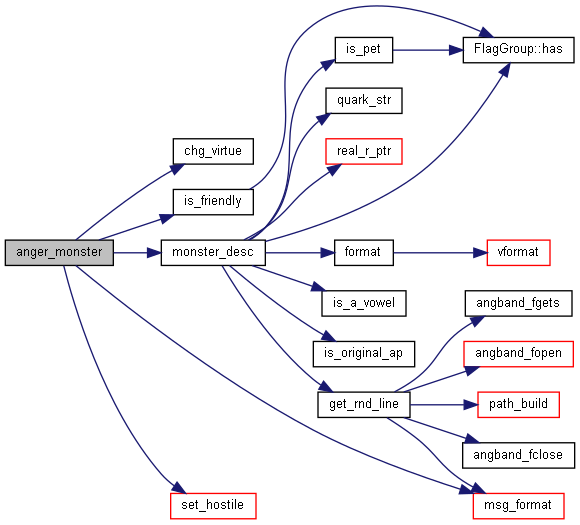 is_pet
FlagGroup::has
quark_str
chg_virtue
real_r_ptr
is_friendly
anger_monster
monster_desc
format
vformat
is_a_vowel
angband_fgets
is_original_ap
angband_fopen
get_rnd_line
path_build
angband_fclose
set_hostile
msg_format